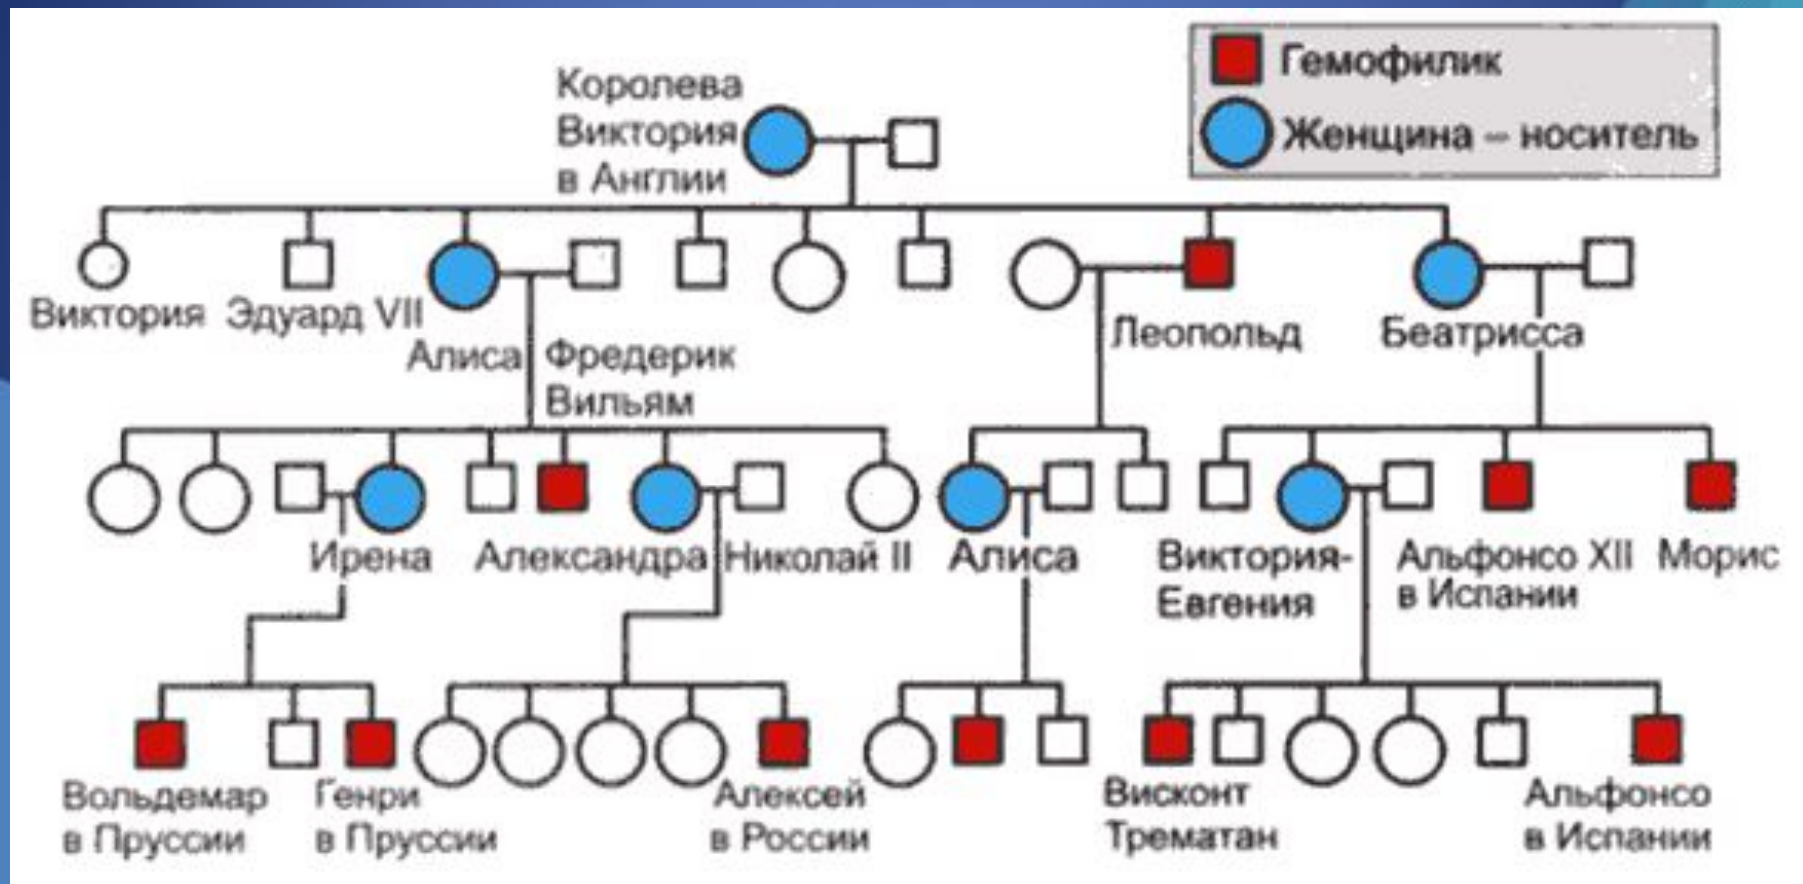 Гемофилик
Женщина – носитель
Королева
Виктория
в Англии
Виктория
Эдуард VII
Алиса
Фредерик
Вильям
Леопольд
Беатрисса
Ирена
Александра
Николай II
Алиса
Виктория-
Евгения
Альфонсо XII
в Испании
Морис
Вольдемар
в Пруссии
Генри
в Пруссии
Алексей
в России
Висконт
Трематан
Альфонсо
в Испании